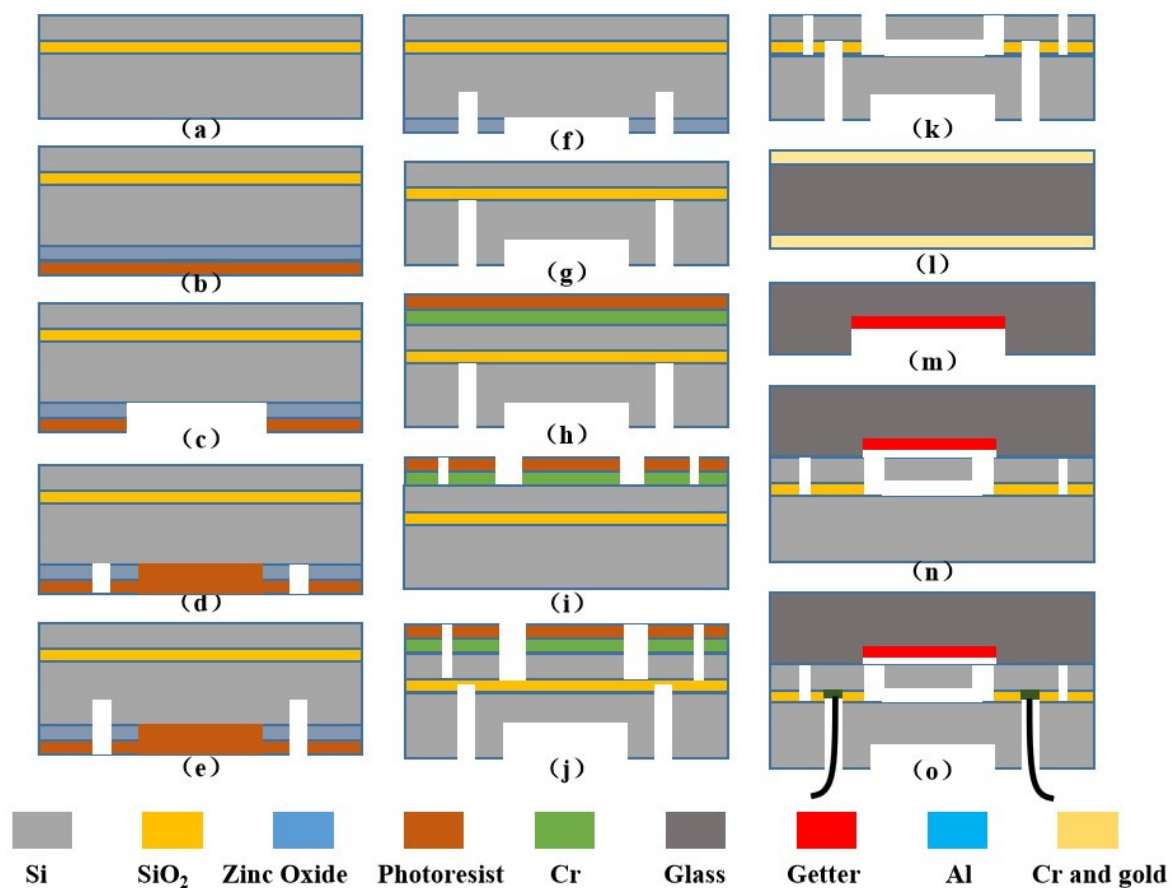 (a)
(b)
(c)
(d)
(e)
(f)
(g)
(h)
(i)
(j)
(k)
(l)
(m)
(n)
(o)
Si
SiO₂
Zinc Oxide
Photoresist
Cr
Glass
Getter
Al
Cr and gold